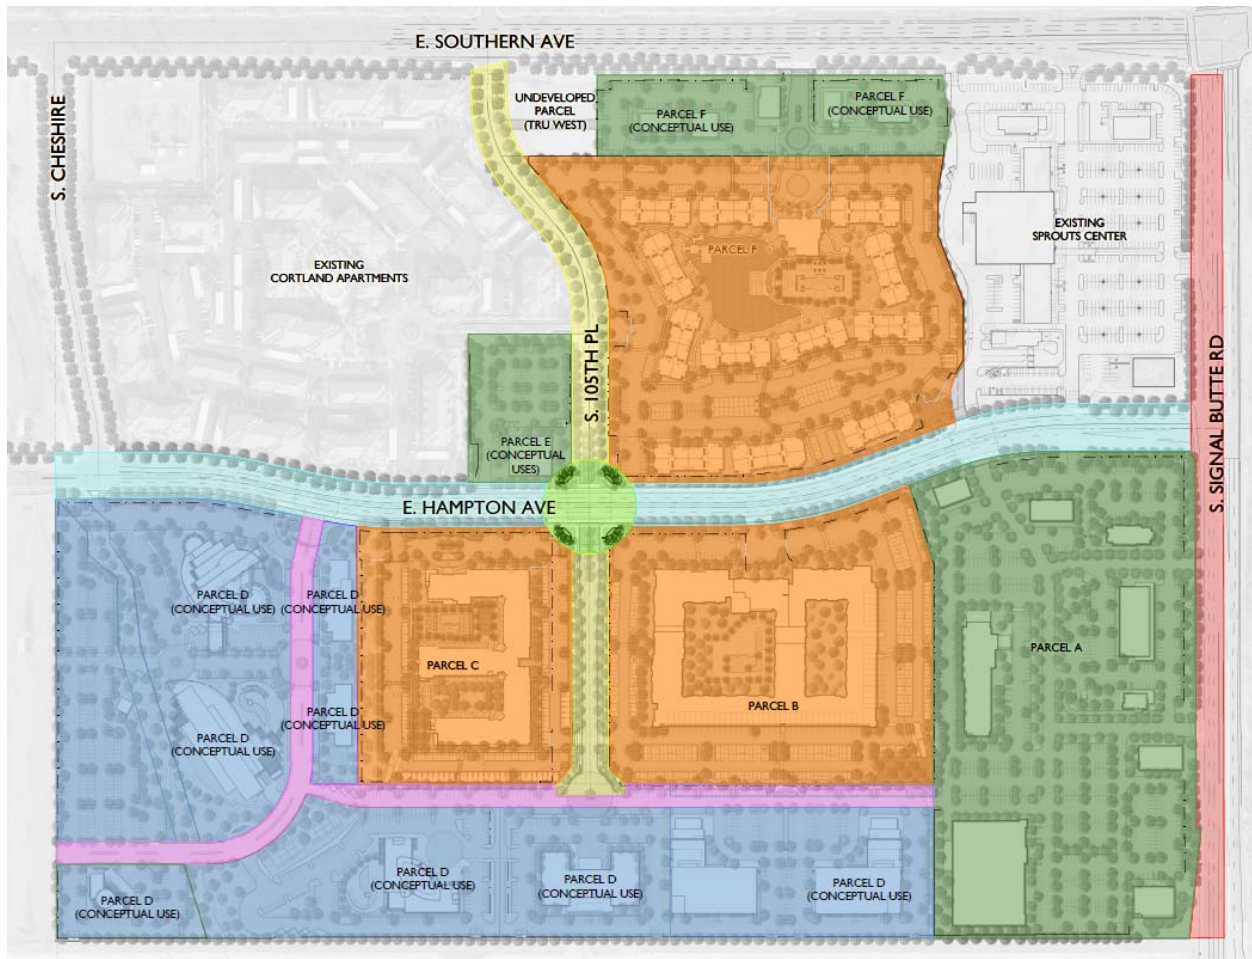 E. SOUTHERN AVE
S. CHESHIRE
UNDEVELOPED
PARCEL
(TRU WEST)
PARCEL F
(CONCEPTUAL USE)
PARCEL F
(CONCEPTUAL USE)
EXISTING
CORTLAND APARTMENTS
PARCEL F
EXISTING
SPROUTS CENTER
S. 105TH PL
S. SIGNAL BUTTE RD
PARCEL E
(CONCEPTUAL
USES)
E. HAMPTON AVE
PARCEL D
(CONCEPTUAL USE)
PARCEL D
(CONCEPTUAL USE)
PARCEL C
PARCEL B
PARCEL A
PARCEL D
(CONCEPTUAL USE)
PARCEL D
(CONCEPTUAL USE)
PARCEL D
(CONCEPTUAL USE)
PARCEL D
(CONCEPTUAL USE)
PARCEL D
(CONCEPTUAL USE)
PARCEL D
(CONCEPTUAL USE)